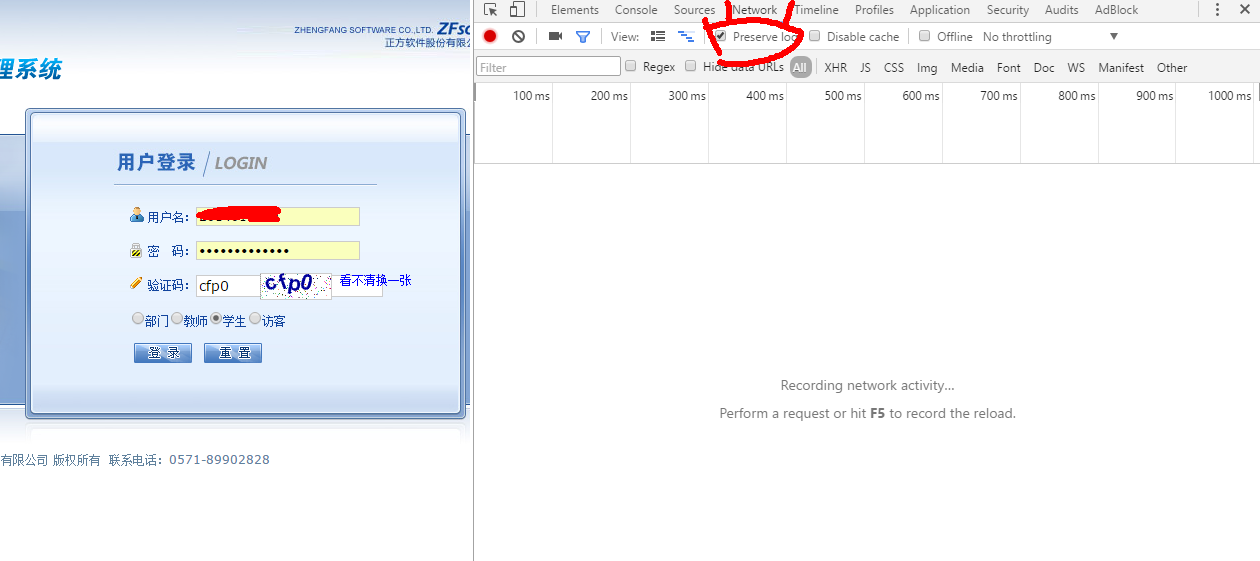 ZHENGFANG SOFTWARE CO.,LTD.
正方软件股份有限公
理系统
用户登录 / LOGIN
用户名：
密 码： •••••••••••••
验证码： cfp0 cfp0 看不清换一张
部门 教师 学生 访客
登 录 重 置
有限公司 版权所有 联系电话：0571-89902828
Elements Console Sources Network Timeline Profiles Application Security Audits AdBlock
View: Preserve log Disable cache Offline No throttling
Filter Regex Hide data URLs All XHR JS CSS Img Media Font Doc WS Manifest Other
100 ms 200 ms 300 ms 400 ms 500 ms 600 ms 700 ms 800 ms 900 ms 1000 ms
Recording network activity…
Perform a request or hit F5 to record the reload.